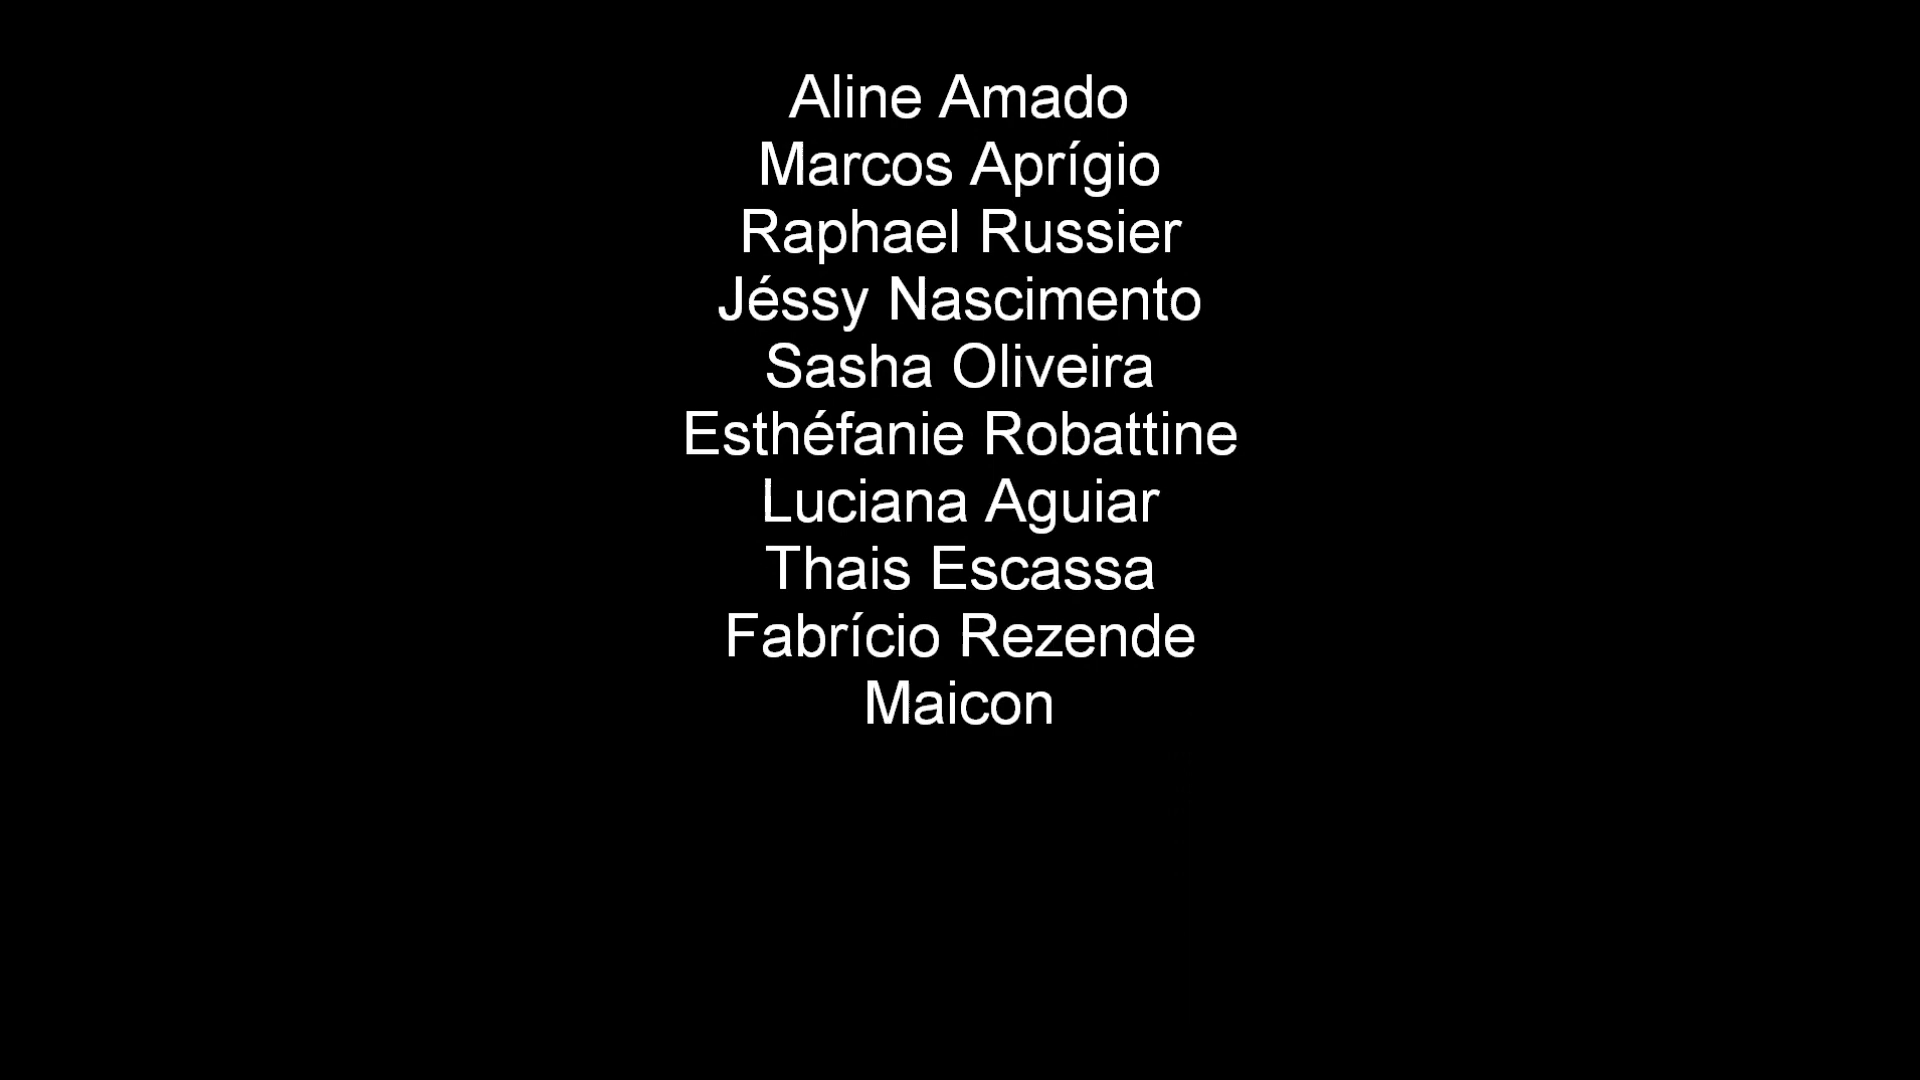 Aline Amado
Marcos Aprígio
Raphael Russier
Jéssy Nascimento
Sasha Oliveira
Esthéfanie Robattine
Luciana Aguiar
Thais Escassa
Fabrício Rezende
Maicon